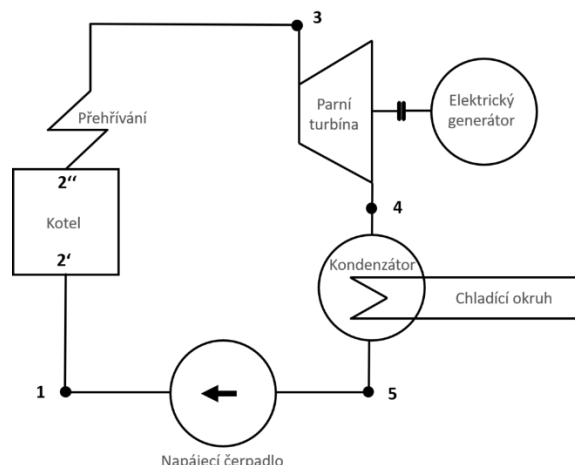 3
Přehřívání
Parní
turbína
Elektrický
generátor
2‘‘
Kotel
2‘
4
Kondenzátor
Chladící okruh
1
5
Napájecí čerpadlo